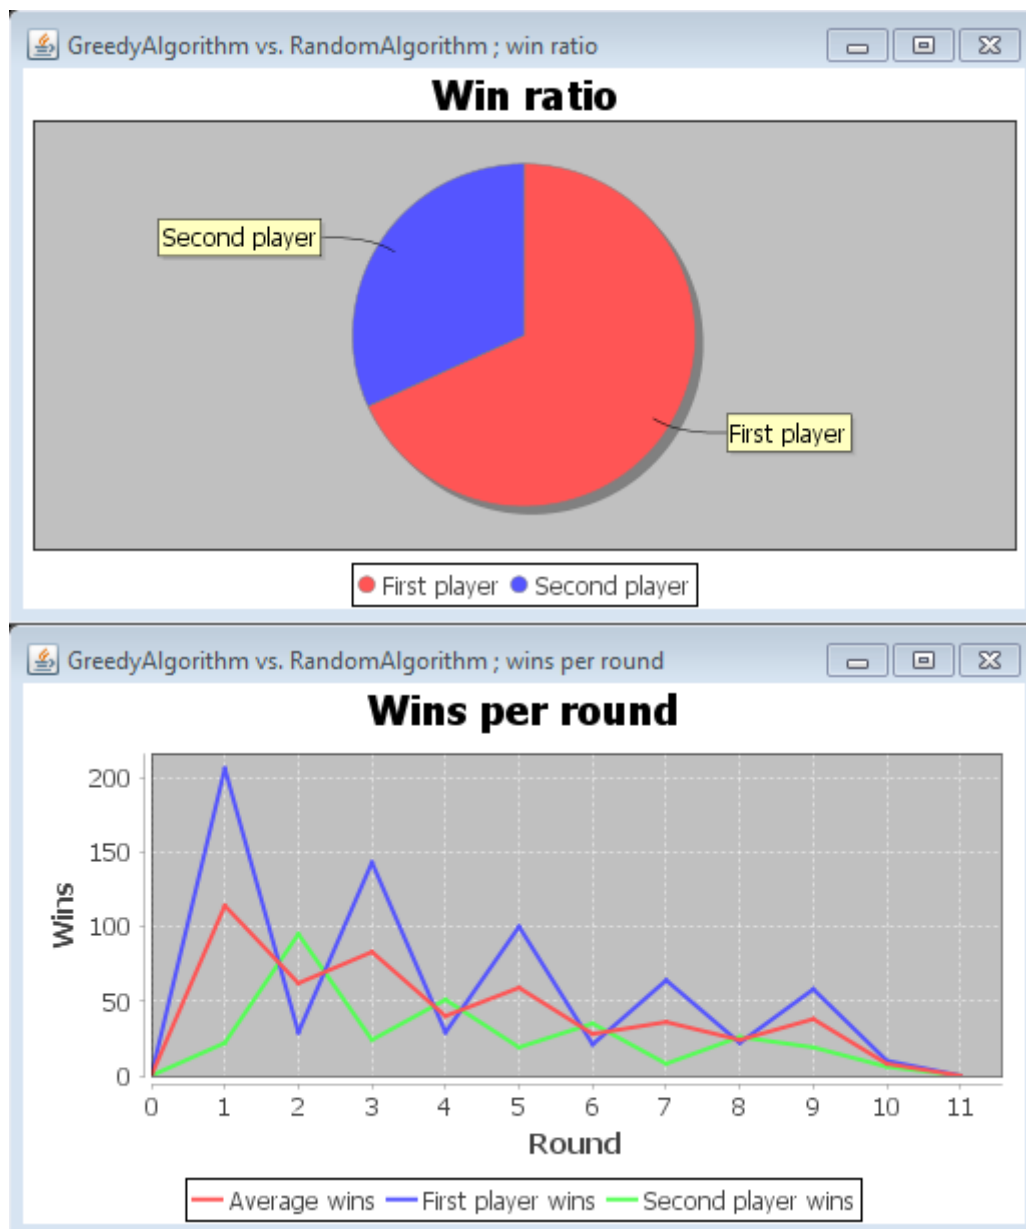 GreedyAlgorithm vs. RandomAlgorithm ; win ratio
Win ratio
Second player
First player
First player Second player
GreedyAlgorithm vs. RandomAlgorithm ; wins per round
Wins per round
200
150
100
50
0
Wins
0 1 2 3 4 5 6 7 8 9 10 11
Round
Average wins First player wins Second player wins